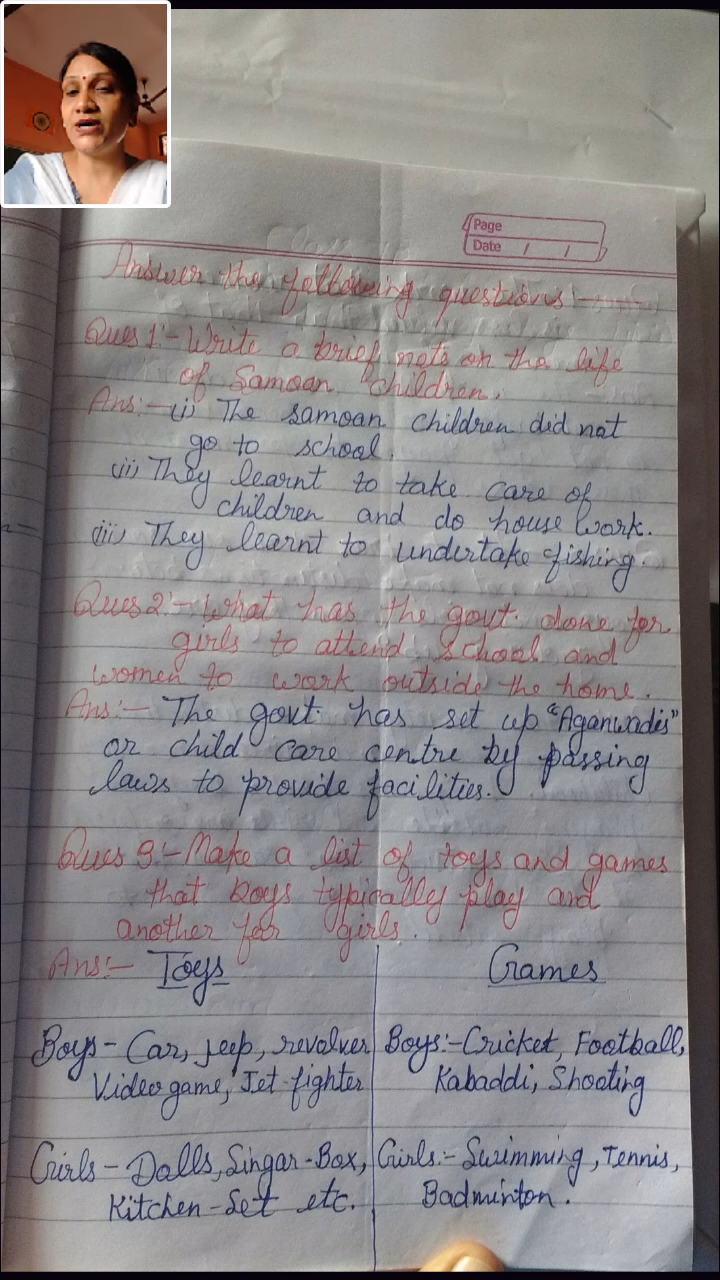 Page
Date / /
Answer the following questions:-
Ques 1:- Write a brief note on the life
of Samoan children.
Ans:- (i) The samoan children did not
go to school.
(ii) They learnt to take care of
children and do house work.
(iii) They learnt to undertake fishing.
Ques 2:- What has the govt. done for
girls to attend school and
women to work outside the home.
Ans:- The govt. has set up "Aganwadis"
or child care centre by passing
laws to provide facilities.
Ques 3:- Make a list of toys and games
that boys typically play and
another for girls.
Ans:- Toys Games
Boys- Car, jeep, revolver Boys:- Cricket, Football,
Video game, Jet fighter Kabaddi, Shooting
Girls- Dolls, Singar-Box, Girls:- Swimming, Tennis,
Kitchen-Set etc. Badminton.